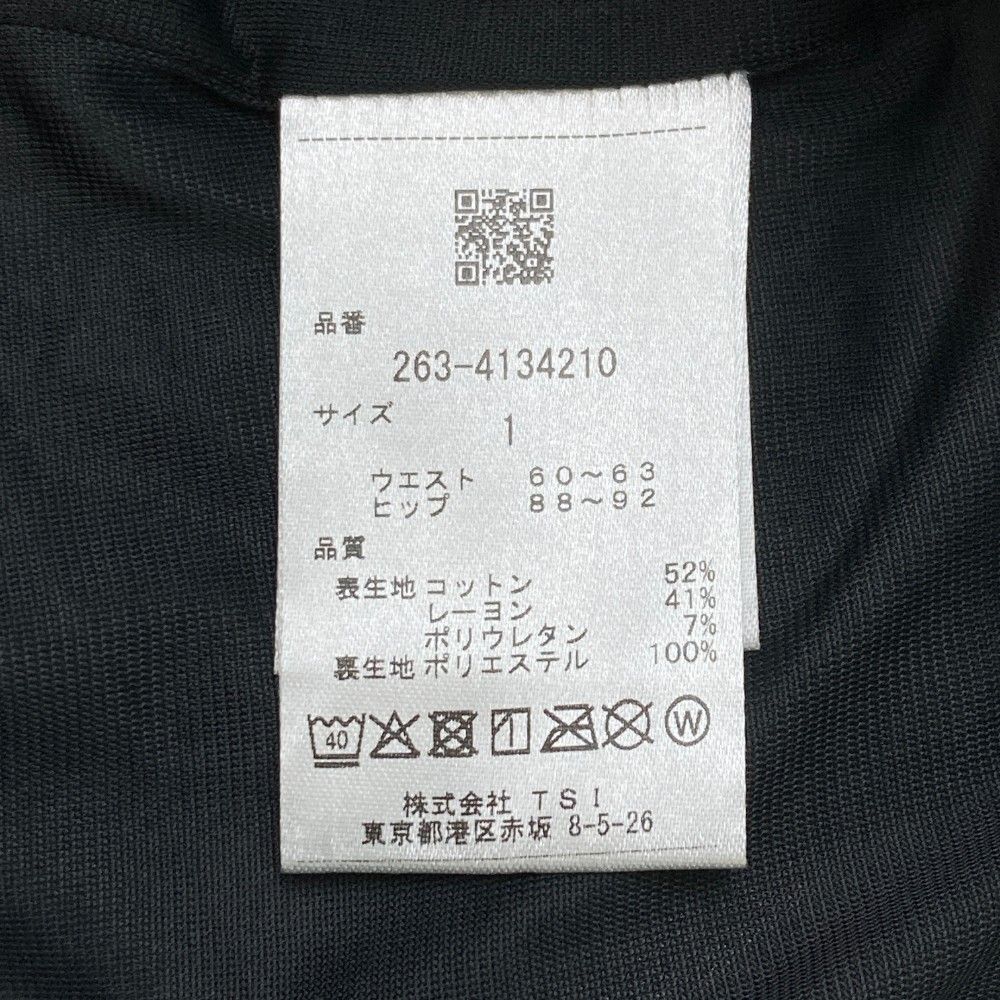 品番
263-4134210
サイズ
1
ウエスト 60～63
ヒップ 88～92
品質
表生地 コットン 52%
レーヨン 41%
ポリウレタン 7%
裏生地 ポリエステル 100%
40
W
株式会社 TSI
東京都港区赤坂 8-5-26